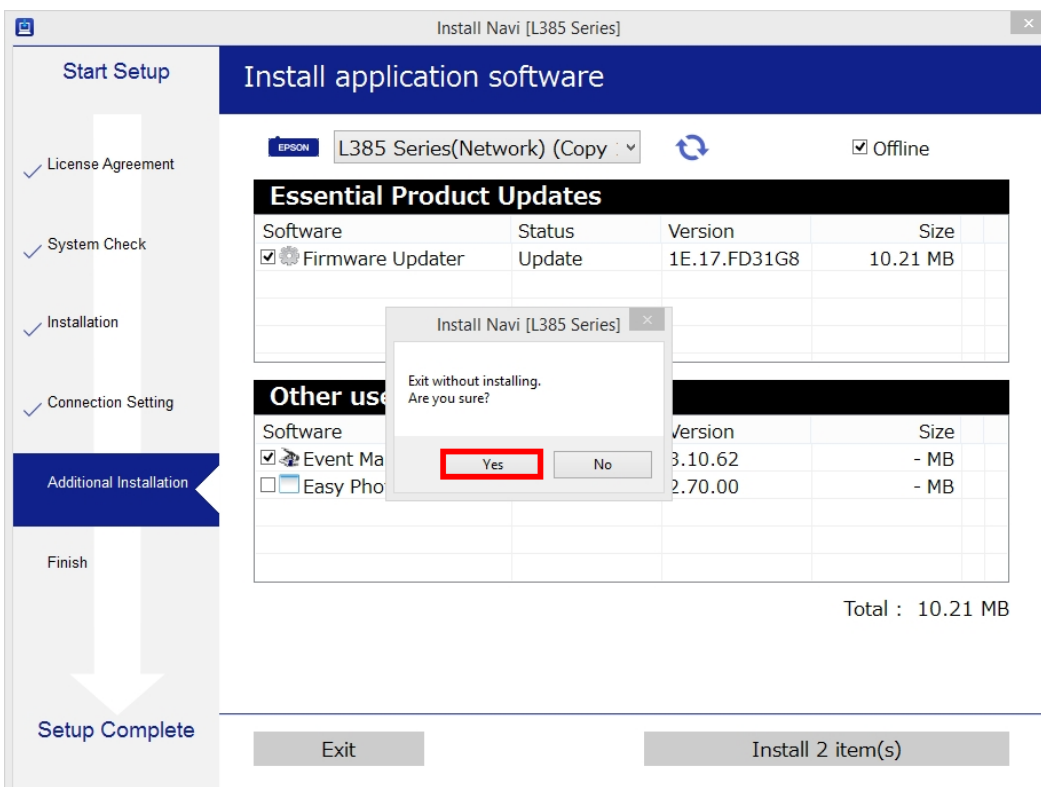 Install Navi [L385 Series]
Start Setup
License Agreement
System Check
Installation
Connection Setting
Additional Installation
Finish
Setup Complete
Install application software
EPSON
L385 Series(Network) (Copy
Offline
Essential Product Updates
Software Status Version Size
Firmware Updater Update 1E.17.FD31G8 10.21 MB
Install Navi [L385 Series]
Exit without installing.
Are you sure?
Yes No
Other
Software Version Size
Event 3.10.62 - MB
Easy 2.70.00 - MB
Total : 10.21 MB
Exit
Install 2 item(s)